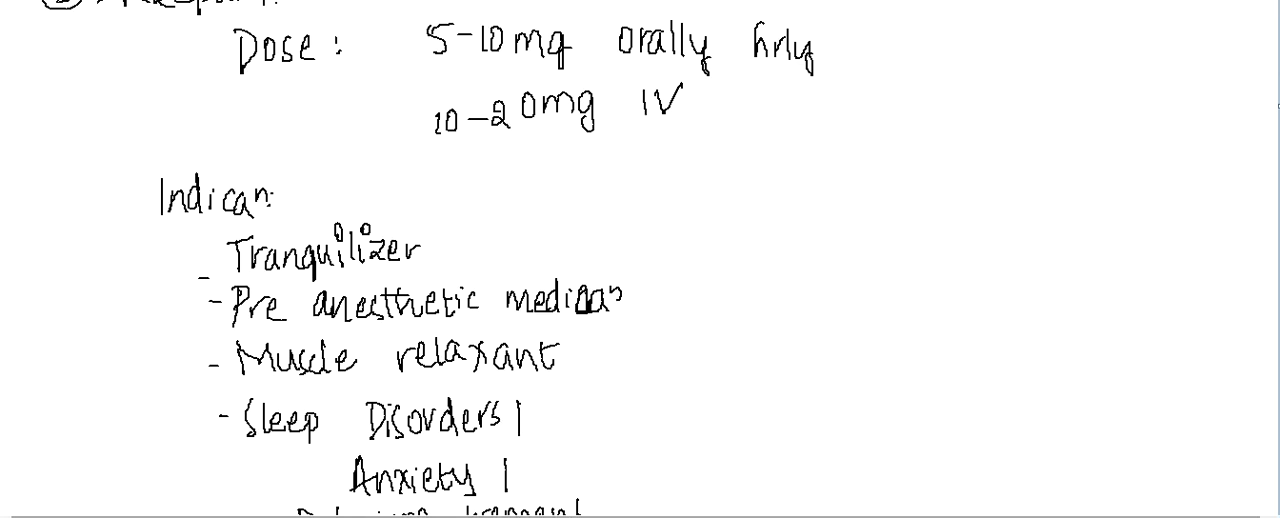 Dose: 5-10mg orally hrly
10-20mg IV
Indican:
- Tranquilizer
- Pre anesthetic medican
- Muscle relaxant
- Sleep Disorders |
Anxiety |